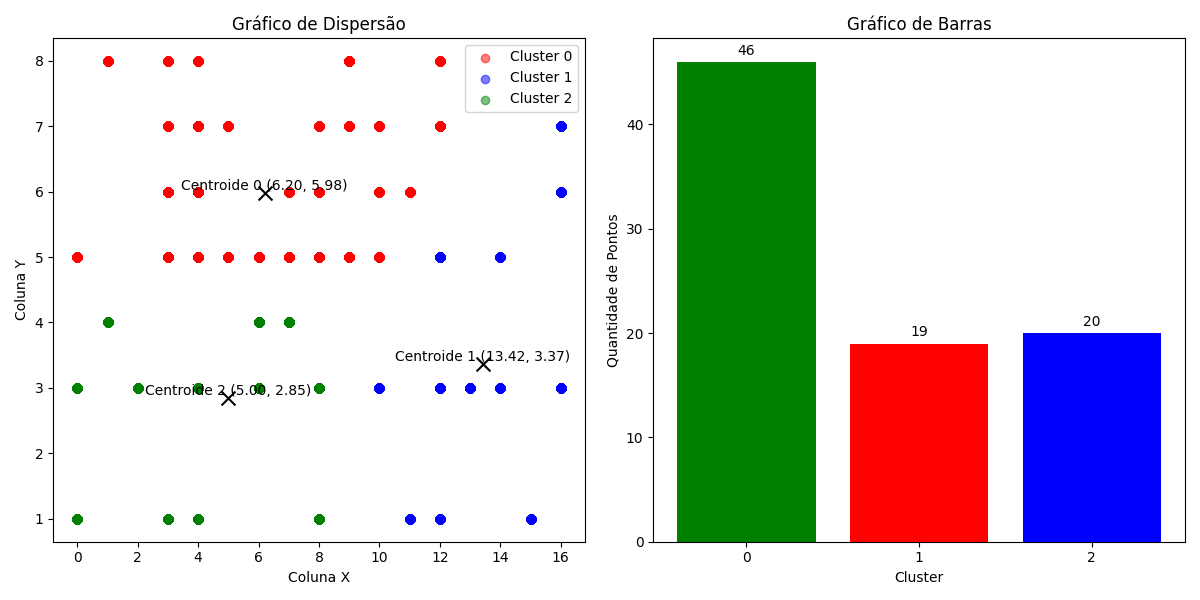 Gráfico de Dispersão
Cluster 0
Cluster 1
Cluster 2
Centroide 0 (6.20, 5.98)
Centroide 1 (13.42, 3.37)
Centroide 2 (5.00, 2.85)
8
7
6
5
4
3
2
1
Coluna Y
0 2 4 6 8 10 12 14 16
Coluna X
Gráfico de Barras
46
19
20
40
30
20
10
0
Quantidade de Pontos
0 1 2
Cluster